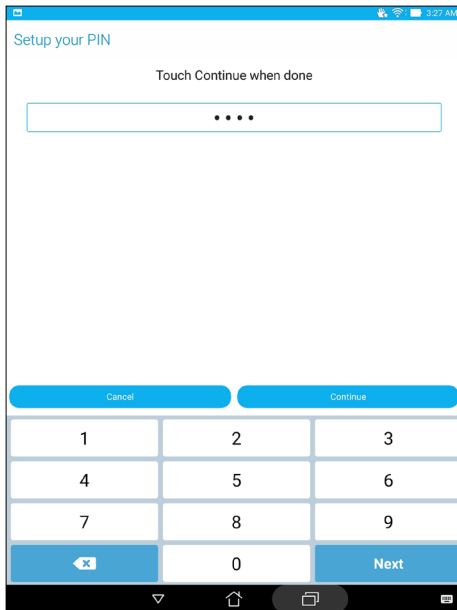 3:27 AM
Setup your PIN
Touch Continue when done
••••
Cancel Continue
1 2 3
4 5 6
7 8 9
0 Next